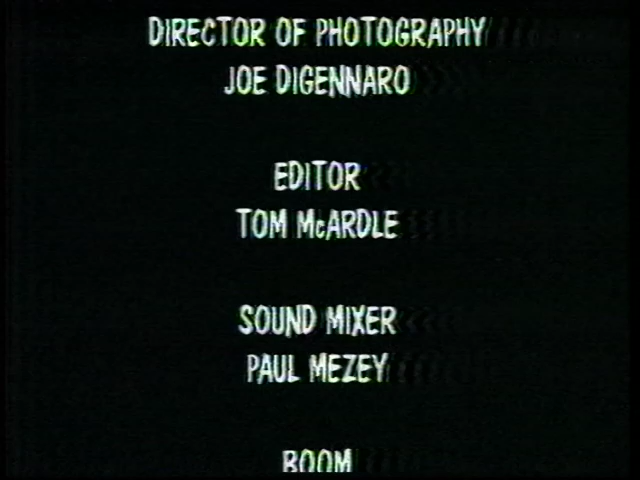 DIRECTOR OF PHOTOGRAPHY
JOE DIGENNARO
EDITOR
TOM McARDLE
SOUND MIXER
PAUL MEZEY
BOOM